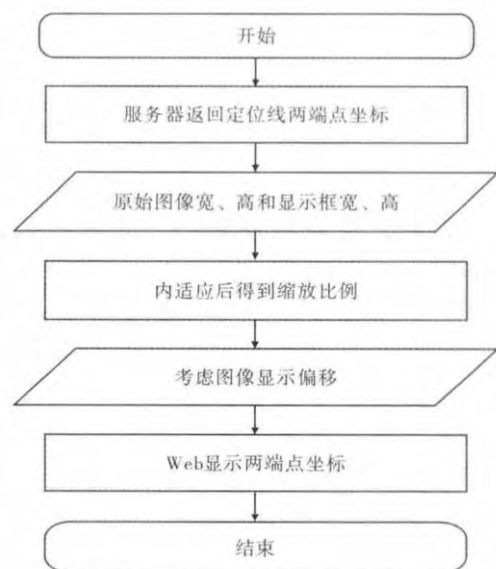 开始
服务器返回定位线两端点坐标
原始图像宽、高和显示框宽、高
内适应后得到缩放比例
考虑图像显示偏移
Web显示两端点坐标
结束